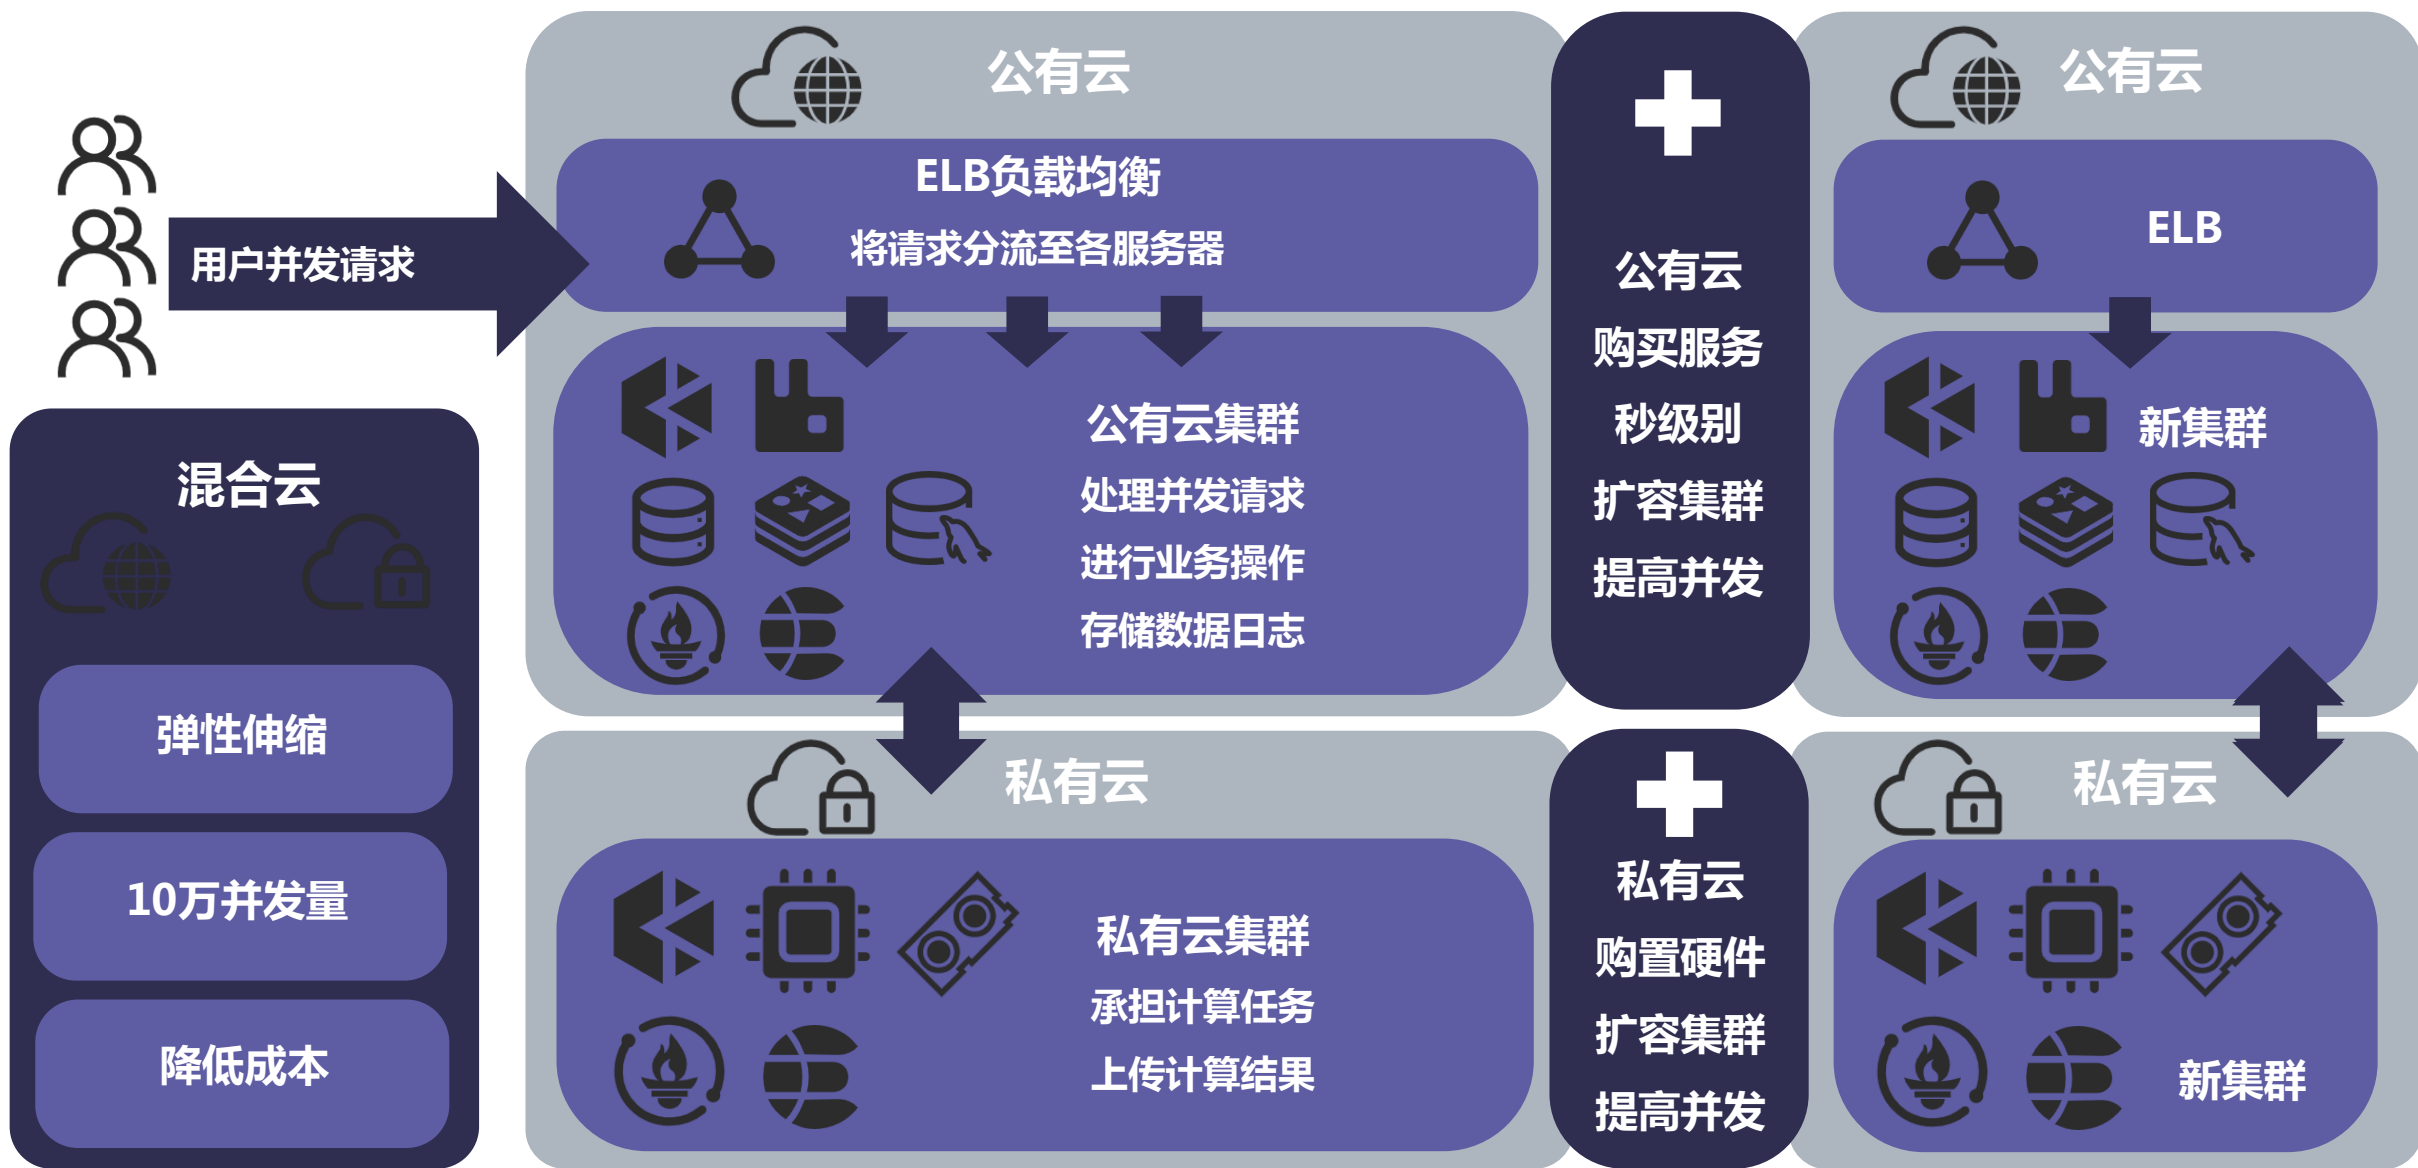 用户并发请求
混合云
弹性伸缩
10万并发量
降低成本
公有云
ELB负载均衡
将请求分流至各服务器
公有云集群
处理并发请求
进行业务操作
存储数据日志
私有云
私有云集群
承担计算任务
上传计算结果
公有云
购买服务
秒级别
扩容集群
提高并发
私有云
购置硬件
扩容集群
提高并发
公有云
ELB
新集群
私有云
新集群